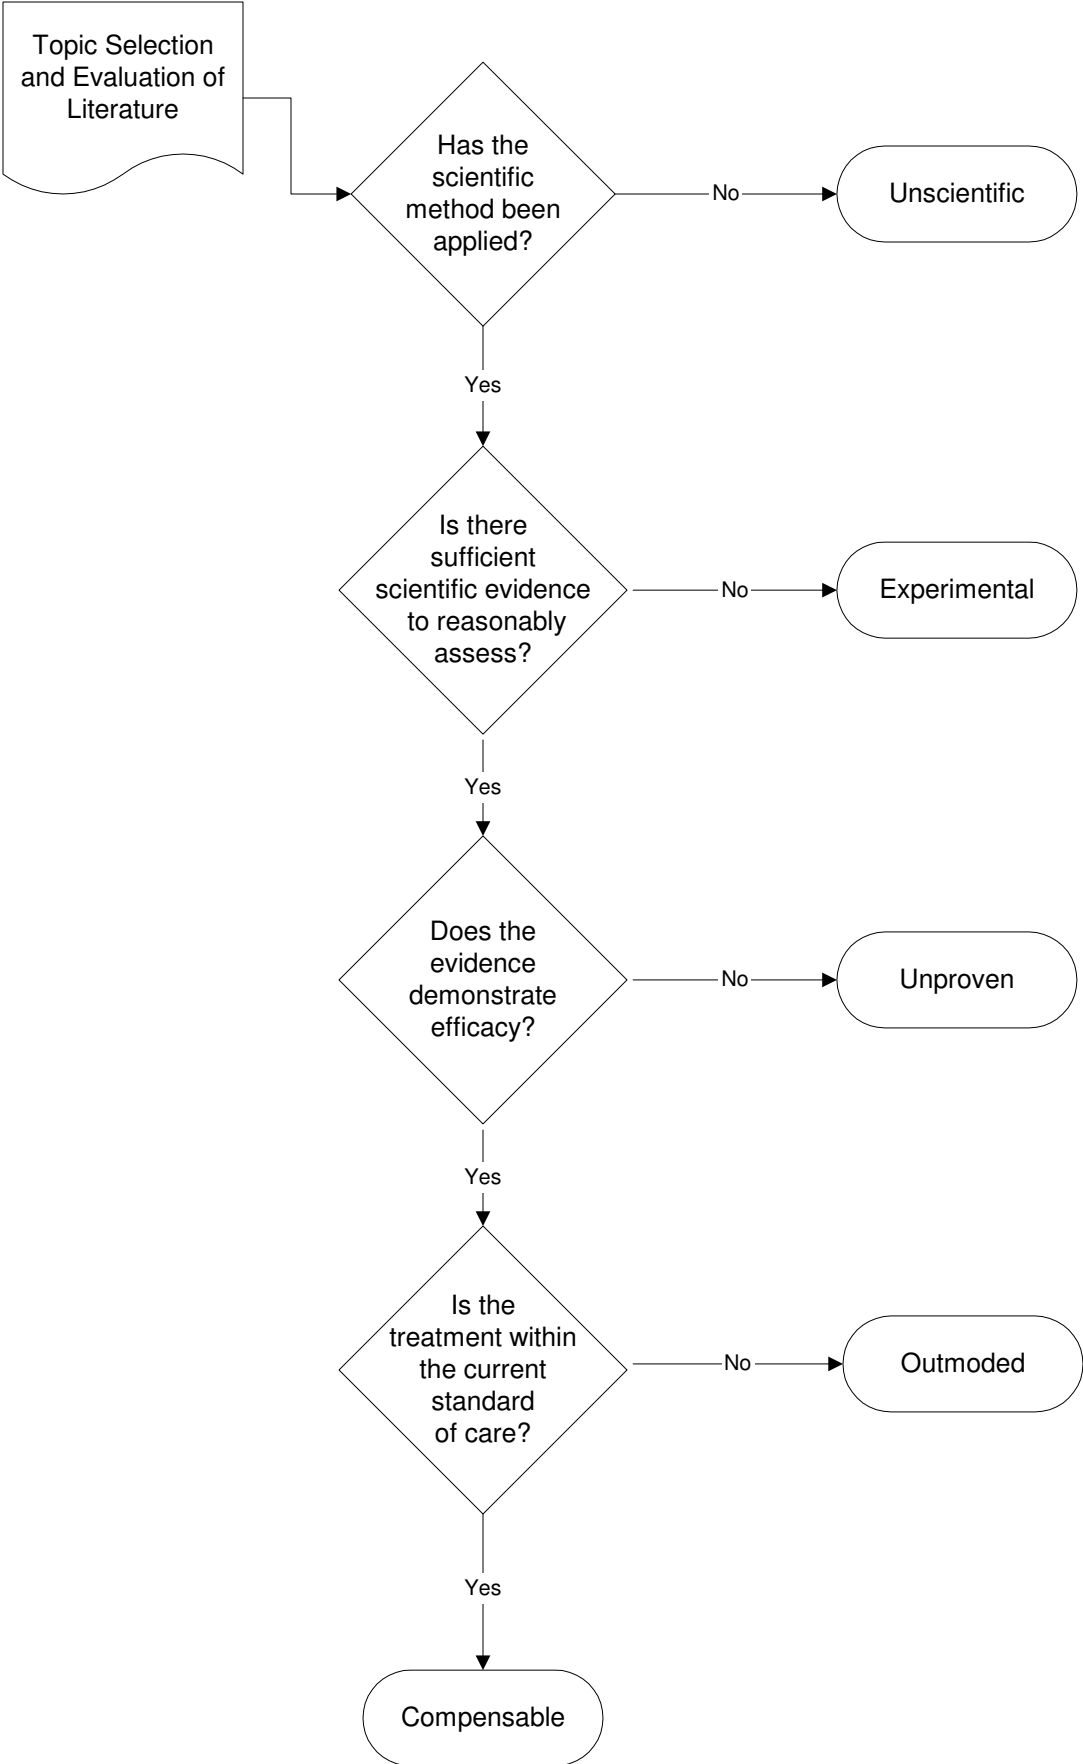 Topic Selection
and Evaluation of
Literature
Has the
scientific
method been
applied?
No
Unscientific
Yes
Is there
sufficient
scientific evidence
to reasonably
assess?
No
Experimental
Yes
Does the
evidence
demonstrate
efficacy?
No
Unproven
Yes
Is the
treatment within
the current
standard
of care?
No
Outmoded
Yes
Compensable